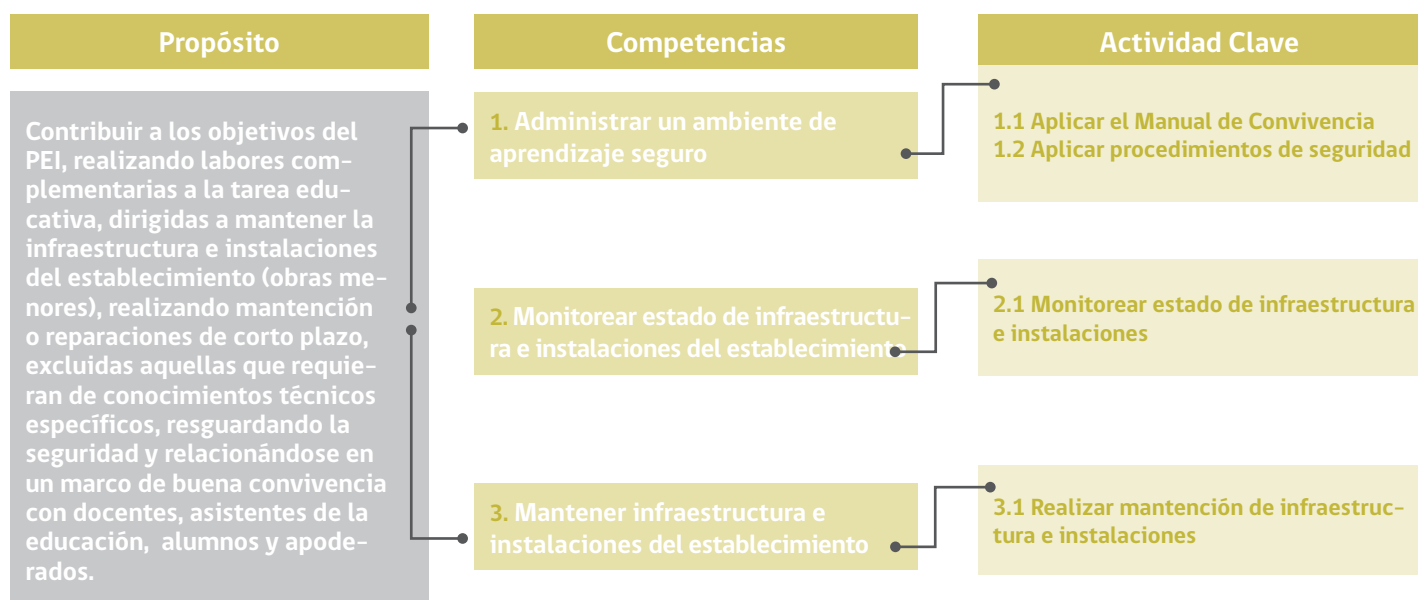 Propósito
Contribuir a los objetivos del
PEI, realizando labores com-
plementarias a la tarea edu-
cativa, dirigidas a mantener la
infraestructura e instalaciones
del establecimiento (obras me-
nores), realizando mantención
o reparaciones de corto plazo,
excluidas aquellas que requie-
ran de conocimientos técnicos
específicos, resguardando la
seguridad y relacionándose en
un marco de buena convivencia
con docentes, asistentes de la
educación, alumnos y apode-
rados.
Competencias
1. Administrar un ambiente de
aprendizaje seguro
2. Monitorear estado de infraestructu-
ra e instalaciones del establecimiento
3. Mantener infraestructura e
instalaciones del establecimiento
Actividad Clave
1.1 Aplicar el Manual de Convivencia
1.2 Aplicar procedimientos de seguridad
2.1 Monitorear estado de infraestructura
e instalaciones
3.1 Realizar mantención de infraestruc-
tura e instalaciones